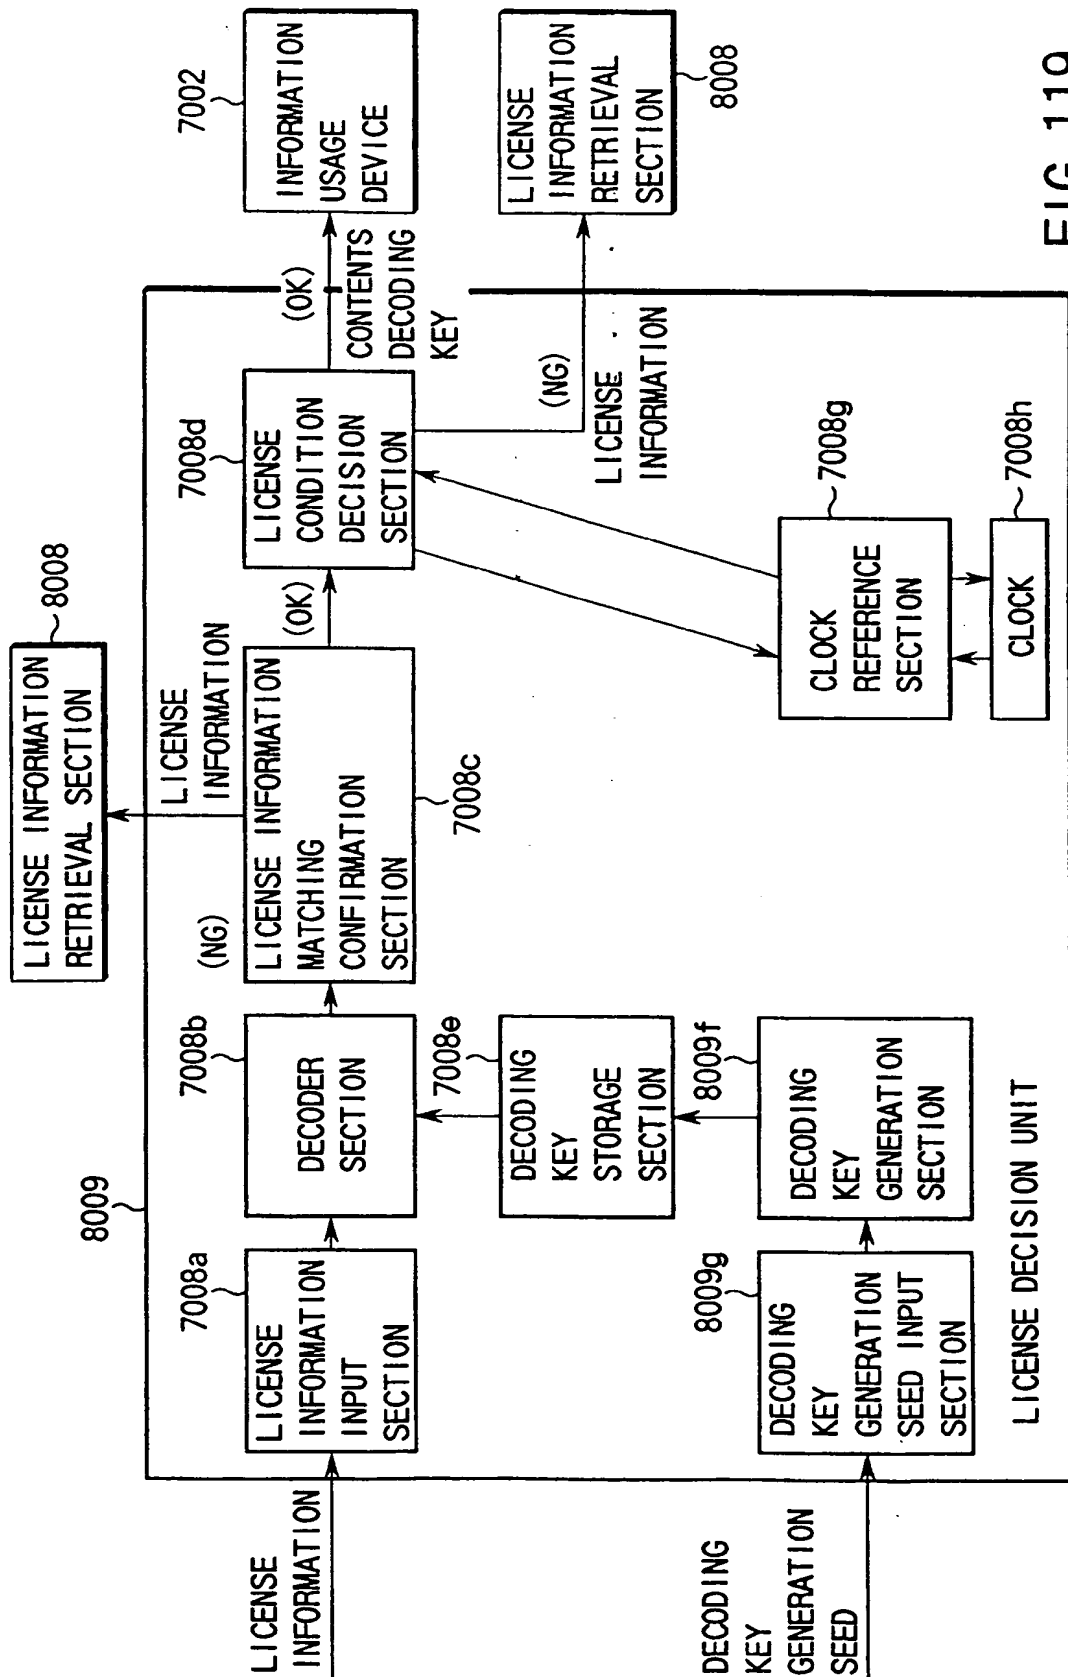 LICENSE INFORMATION
RETRIEVAL SECTION
8008
8009
LICENSE
INFORMATION
7008a
LICENSE
INFORMATION
INPUT
SECTION
7008b
DECODER
SECTION
(NG)
LICENSE
INFORMATION
LICENSE INFORMATION
MATCHING
CONFIRMATION
SECTION
7008c
(OK)
7008d
LICENSE
CONDITION
DECISION
SECTION
(OK)
CONTENTS
DECODING
KEY
7002
INFORMATION
USAGE
DEVICE
(NG)
LICENSE
INFORMATION
LICENSE
INFORMATION
RETRIEVAL
SECTION
8008
7008e
DECODING
KEY
STORAGE
SECTION
DECODING
KEY
GENERATION
SEED
8009g
DECODING
KEY
GENERATION
SEED INPUT
SECTION
8009f
DECODING
KEY
GENERATION
SECTION
CLOCK
REFERENCE
SECTION
7008g
CLOCK
7008h
LICENSE DECISION UNIT
FIG. 119